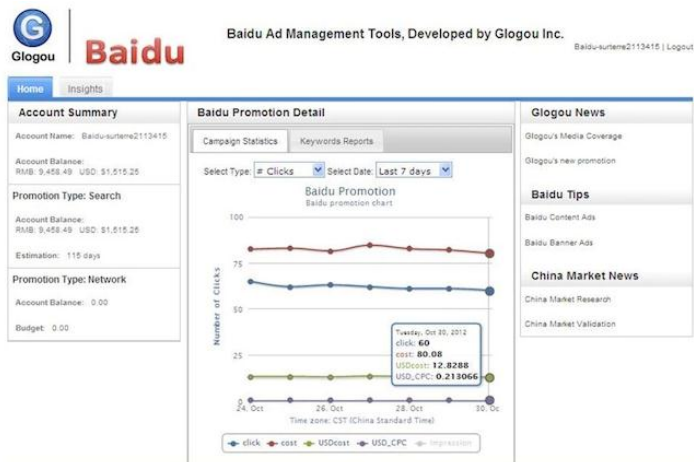 G
Glogou
Baidu
Baidu Ad Management Tools, Developed by Glogou Inc.
Baidu-surterre2113415 | Logout
Home
Insights
Account Summary
Account Name: Baidu-surterre2113415
Account Balance:
RMB: 9,458.49 USD: $1,515.25
Promotion Type: Search
Account Balance:
RMB: 9,458.49 USD: $1,515.25
Estimation: 115 days
Promotion Type: Network
Account Balance: 0.00
Budget: 0.00
Baidu Promotion Detail
Campaign Statistics
Keywords Reports
Select Type: # Clicks Select Date: Last 7 days
Baidu Promotion
Baidu promotion chart
Number of Clicks
100
75
50
25
0
Tuesday, Oct 30, 2012
click: 60
cost: 80.08
USDcost: 12.8288
USD_CPC: 0.213066
24. Oct 26. Oct 28. Oct 30. Oc
Time zone: CST (China Standard Time)
click cost USDcost USD_CPC Impression
Glogou News
Glogou's Media Coverage
Glogou's new promotion
Baidu Tips
Baidu Content Ads
Baidu Banner Ads
China Market News
China Market Research
China Market Validation